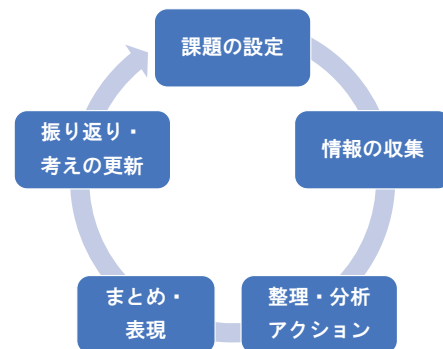 課題の設定
情報の収集
整理・分析
アクション
まとめ・
表現
振り返り・
考えの更新